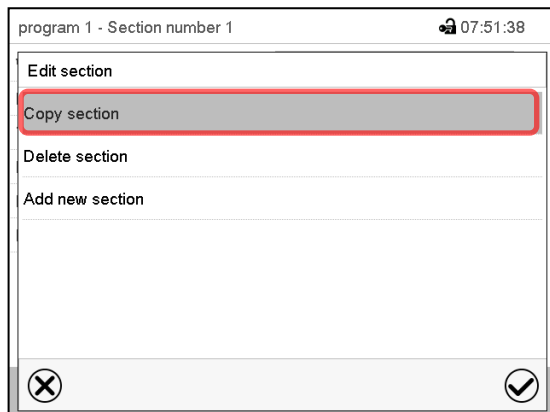 program 1 - Section number 1 07:51:38
Edit section
Copy section
Delete section
Add new section